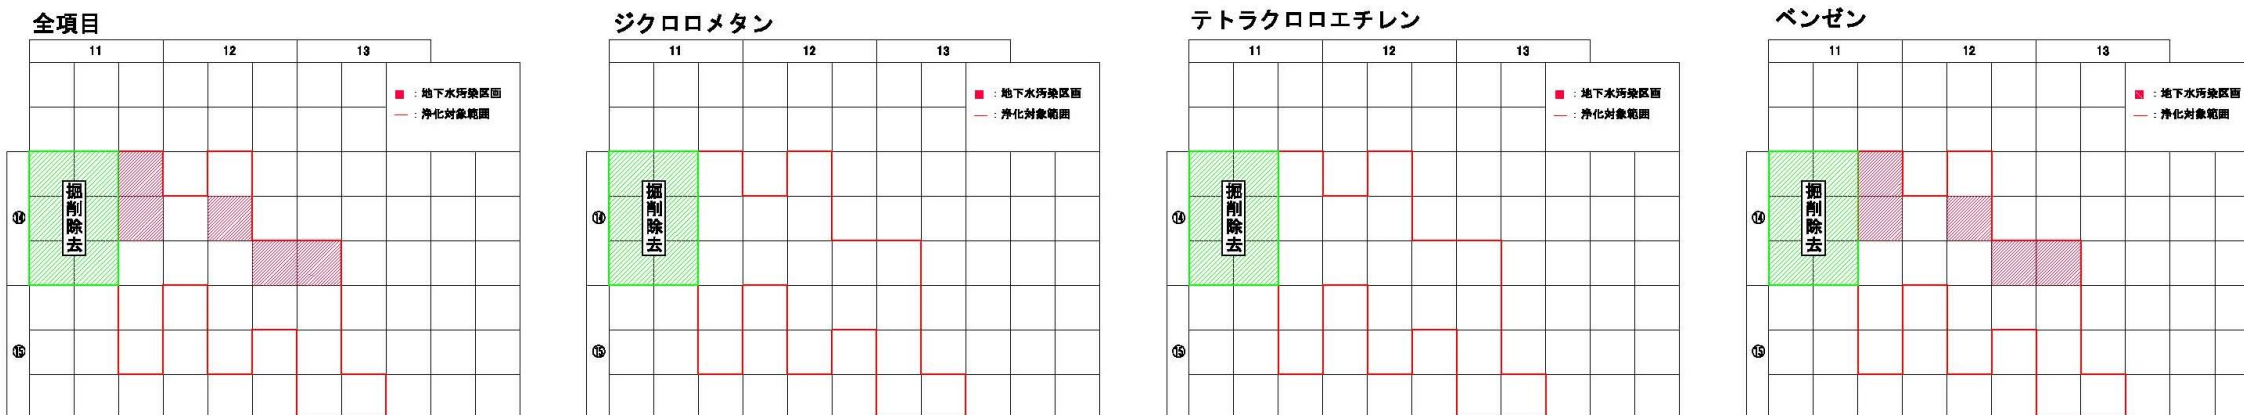 全項目
11 12 13
■ : 地下水汚染区画
― : 浄化対象範囲
掘削除去
⑭
⑮
ジクロロメタン
11 12 13
■ : 地下水汚染区画
― : 浄化対象範囲
掘削除去
⑭
⑮
テトラクロロエチレン
11 12 13
■ : 地下水汚染区画
― : 浄化対象範囲
掘削除去
⑭
⑮
ベンゼン
11 12 13
■ : 地下水汚染区画
― : 浄化対象範囲
掘削除去
⑭
⑮